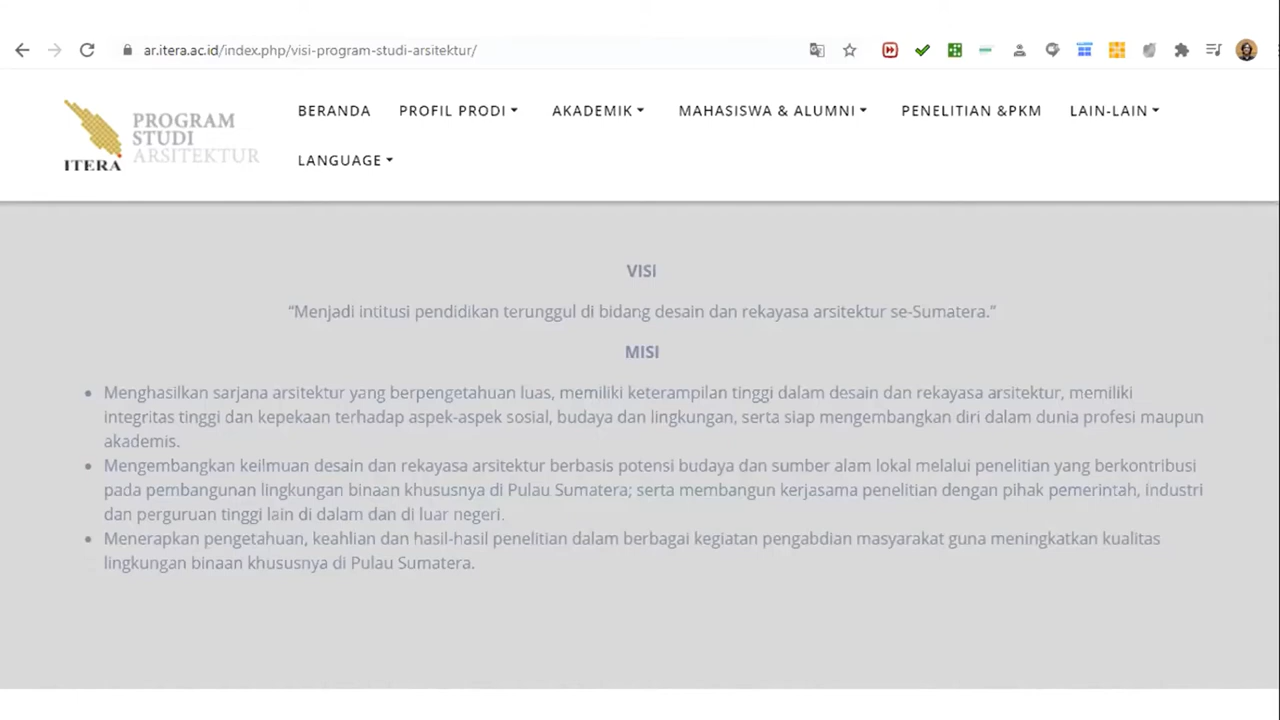 ar.itera.ac.id/index.php/visi-program-studi-arsitektur/
ITERA
PROGRAM
STUDI
ARSITEKTUR
BERANDA PROFIL PRODI AKADEMIK MAHASISWA & ALUMNI PENELITIAN &PKM LAIN-LAIN
LANGUAGE
VISI
“Menjadi intitusi pendidikan terunggul di bidang desain dan rekayasa arsitektur se-Sumatera.”
MISI
• Menghasilkan sarjana arsitektur yang berpengetahuan luas, memiliki keterampilan tinggi dalam desain dan rekayasa arsitektur, memiliki
integritas tinggi dan kepekaan terhadap aspek-aspek sosial, budaya dan lingkungan, serta siap mengembangkan diri dalam dunia profesi maupun
akademis.
• Mengembangkan keilmuan desain dan rekayasa arsitektur berbasis potensi budaya dan sumber alam lokal melalui penelitian yang berkontribusi
pada pembangunan lingkungan binaan khususnya di Pulau Sumatera; serta membangun kerjasama penelitian dengan pihak pemerintah, industri
dan perguruan tinggi lain di dalam dan di luar negeri.
• Menerapkan pengetahuan, keahlian dan hasil-hasil penelitian dalam berbagai kegiatan pengabdian masyarakat guna meningkatkan kualitas
lingkungan binaan khususnya di Pulau Sumatera.